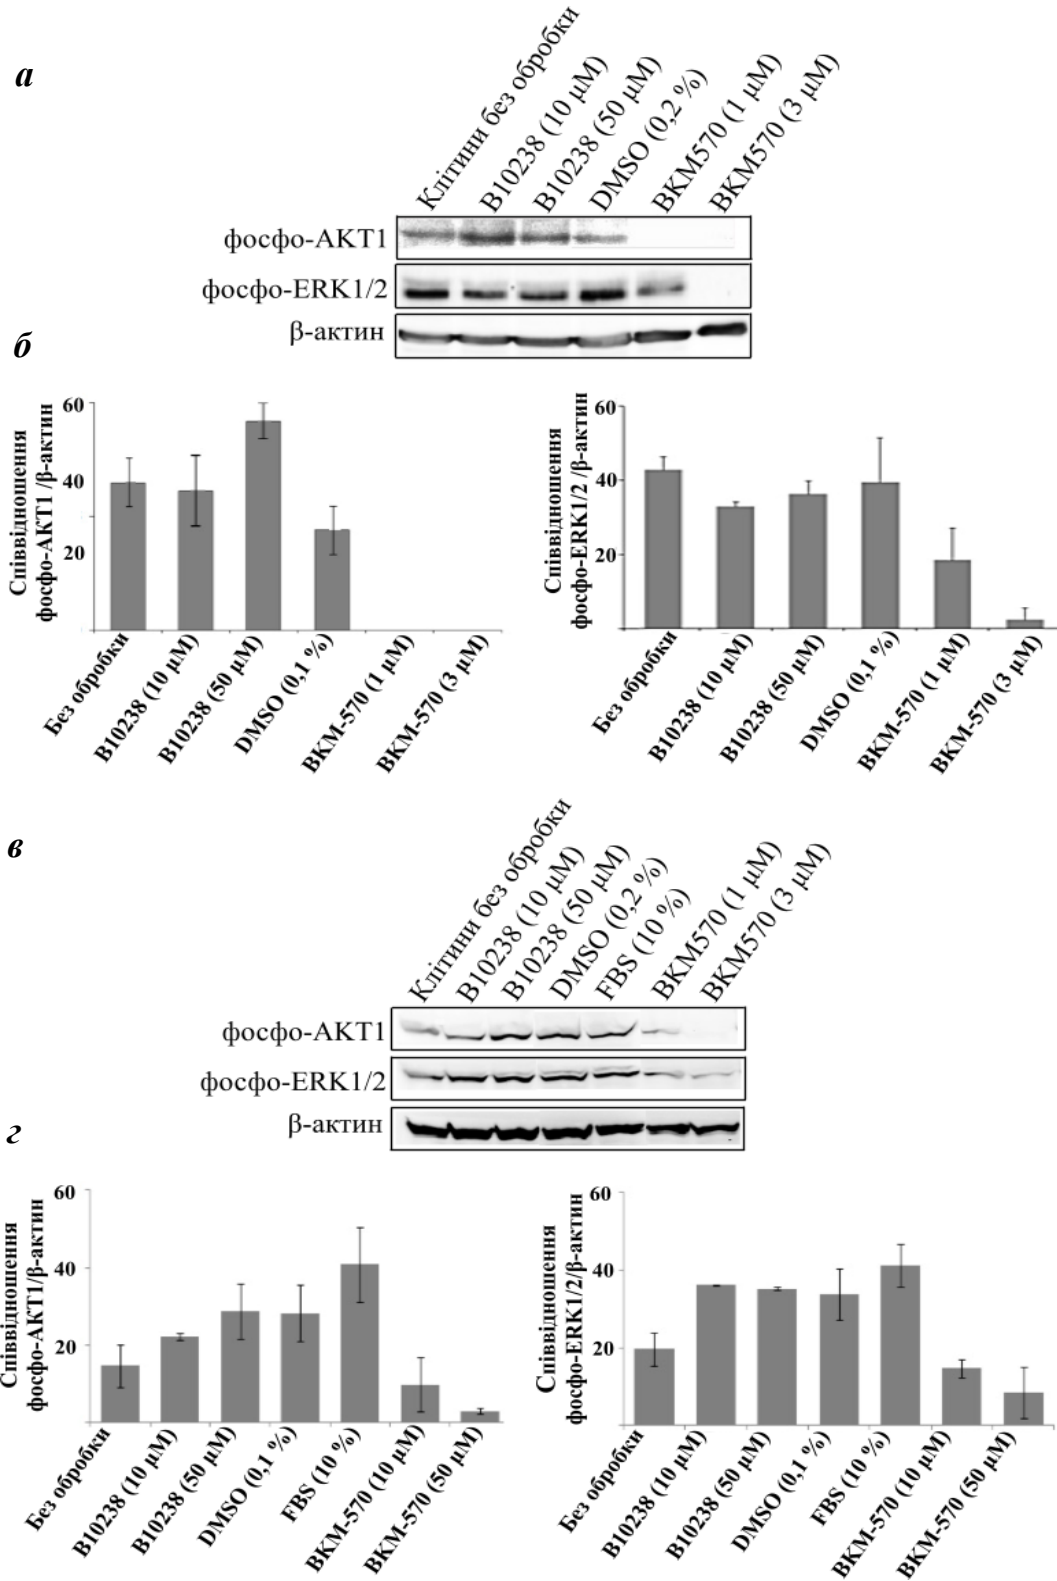 а
Клітини без обробки
B10238 (10 μM)
B10238 (50 μM)
DMSO (0,2 %)
BKM570 (1 μM)
BKM570 (3 μM)
фосфо-AKT1
фосфо-ERK1/2
β-актин
б
Співвідношення
фосфо-AKT1 /β-актин
60
40
20
Без обробки
B10238 (10 μM)
B10238 (50 μM)
DMSO (0,1 %)
BKM-570 (1 μM)
BKM-570 (3 μM)
Співвідношення
фосфо-ERK1/2 /β-актин
60
40
20
Без обробки
B10238 (10 μM)
B10238 (50 μM)
DMSO (0,1 %)
BKM-570 (1 μM)
BKM-570 (3 μM)
в
Клітини без обробки
B10238 (10 μM)
B10238 (50 μM)
DMSO (0,2 %)
FBS (10 %)
BKM570 (1 μM)
BKM570 (3 μM)
фосфо-AKT1
фосфо-ERK1/2
β-актин
г
Співвідношення
фосфо-AKT1/β-актин
60
40
20
Без обробки
B10238 (10 μM)
B10238 (50 μM)
DMSO (0,1 %)
FBS (10 %)
BKM-570 (10 μM)
BKM-570 (50 μM)
Співвідношення
фосфо-ERK1/2/β-актин
60
40
20
Без обробки
B10238 (10 μM)
B10238 (50 μM)
DMSO (0,1 %)
FBS (10 %)
BKM-570 (10 μM)
BKM-570 (50 μM)